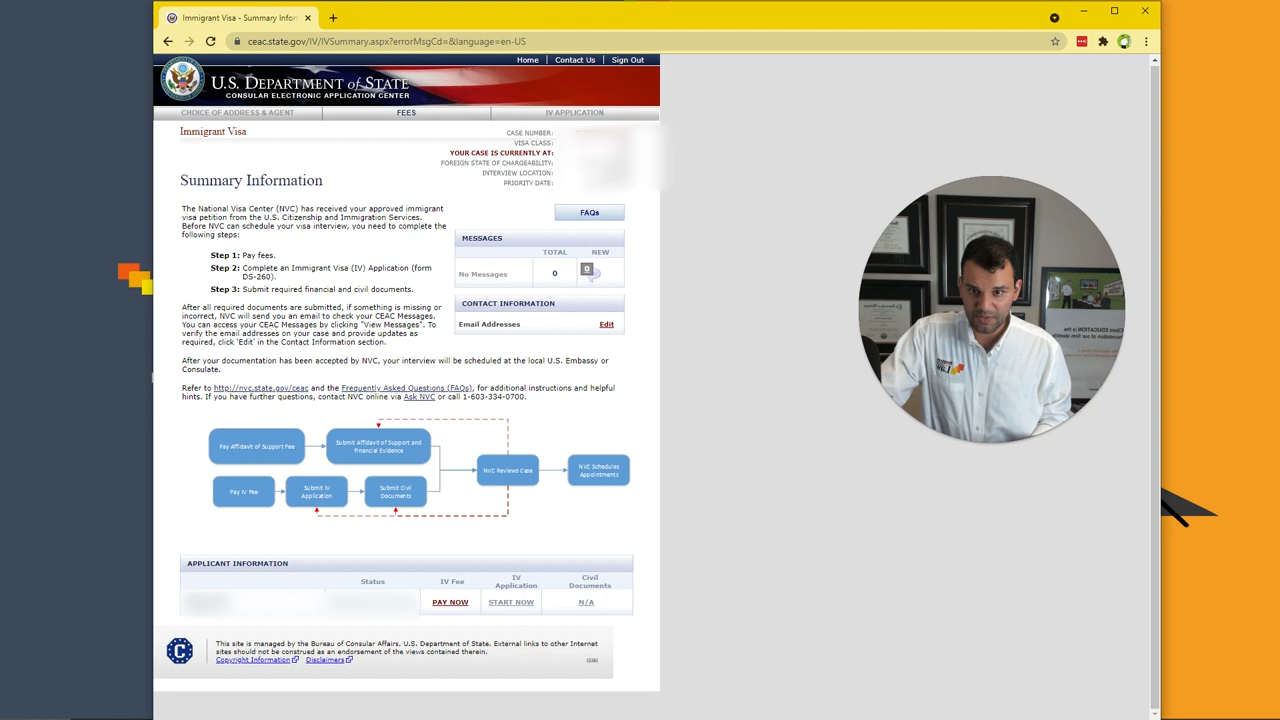 Immigrant Visa - Summary Infor
ceac.state.gov/IV/IVSummary.aspx?errorMsgCd=&language=en-US
Home | Contact Us | Sign Out
U.S. DEPARTMENT of STATE
CONSULAR ELECTRONIC APPLICATION CENTER
CHOICE OF ADDRESS & AGENT
FEES
IV APPLICATION
Immigrant Visa
CASE NUMBER:
VISA CLASS:
YOUR CASE IS CURRENTLY AT:
FOREIGN STATE OF CHARGEABILITY:
INTERVIEW LOCATION:
PRIORITY DATE:
Summary Information
The National Visa Center (NVC) has received your approved immigrant
visa petition from the U.S. Citizenship and Immigration Services.
Before NVC can schedule your visa interview, you need to complete the
following steps:
Step 1: Pay fees.
Step 2: Complete an Immigrant Visa (IV) Application (form
DS-260).
Step 3: Submit required financial and civil documents.
After all required documents are submitted, if something is missing or
incorrect, NVC will send you an email to check your CEAC Messages.
You can access your CEAC Messages by clicking "View Messages". To
verify the email addresses on your case and provide updates as
required, click 'Edit' in the Contact Information section.
FAQs
MESSAGES
TOTAL NEW
No Messages 0 0
CONTACT INFORMATION
Email Addresses Edit
After your documentation has been accepted by NVC, your interview will be scheduled at the local U.S. Embassy or
Consulate.
Refer to http://nvc.state.gov/ceac and the Frequently Asked Questions (FAQs), for additional instructions and helpful
hints. If you have further questions, contact NVC online via Ask NVC or call 1-603-334-0700.
Pay Affidavit of Support Fee
Submit Affidavit of Support and
Financial Evidence
Pay IV Fee
Submit IV
Application
Submit Civil
Documents
NVC Reviews Case
NVC Schedules
Appointments
APPLICANT INFORMATION
Status
IV Fee
IV
Application
Civil
Documents
PAY NOW
START NOW
N/A
This site is managed by the Bureau of Consular Affairs, U.S. Department of State. External links to other Internet
sites should not be construed as an endorsement of the views contained therein.
Copyright Information Disclaimers